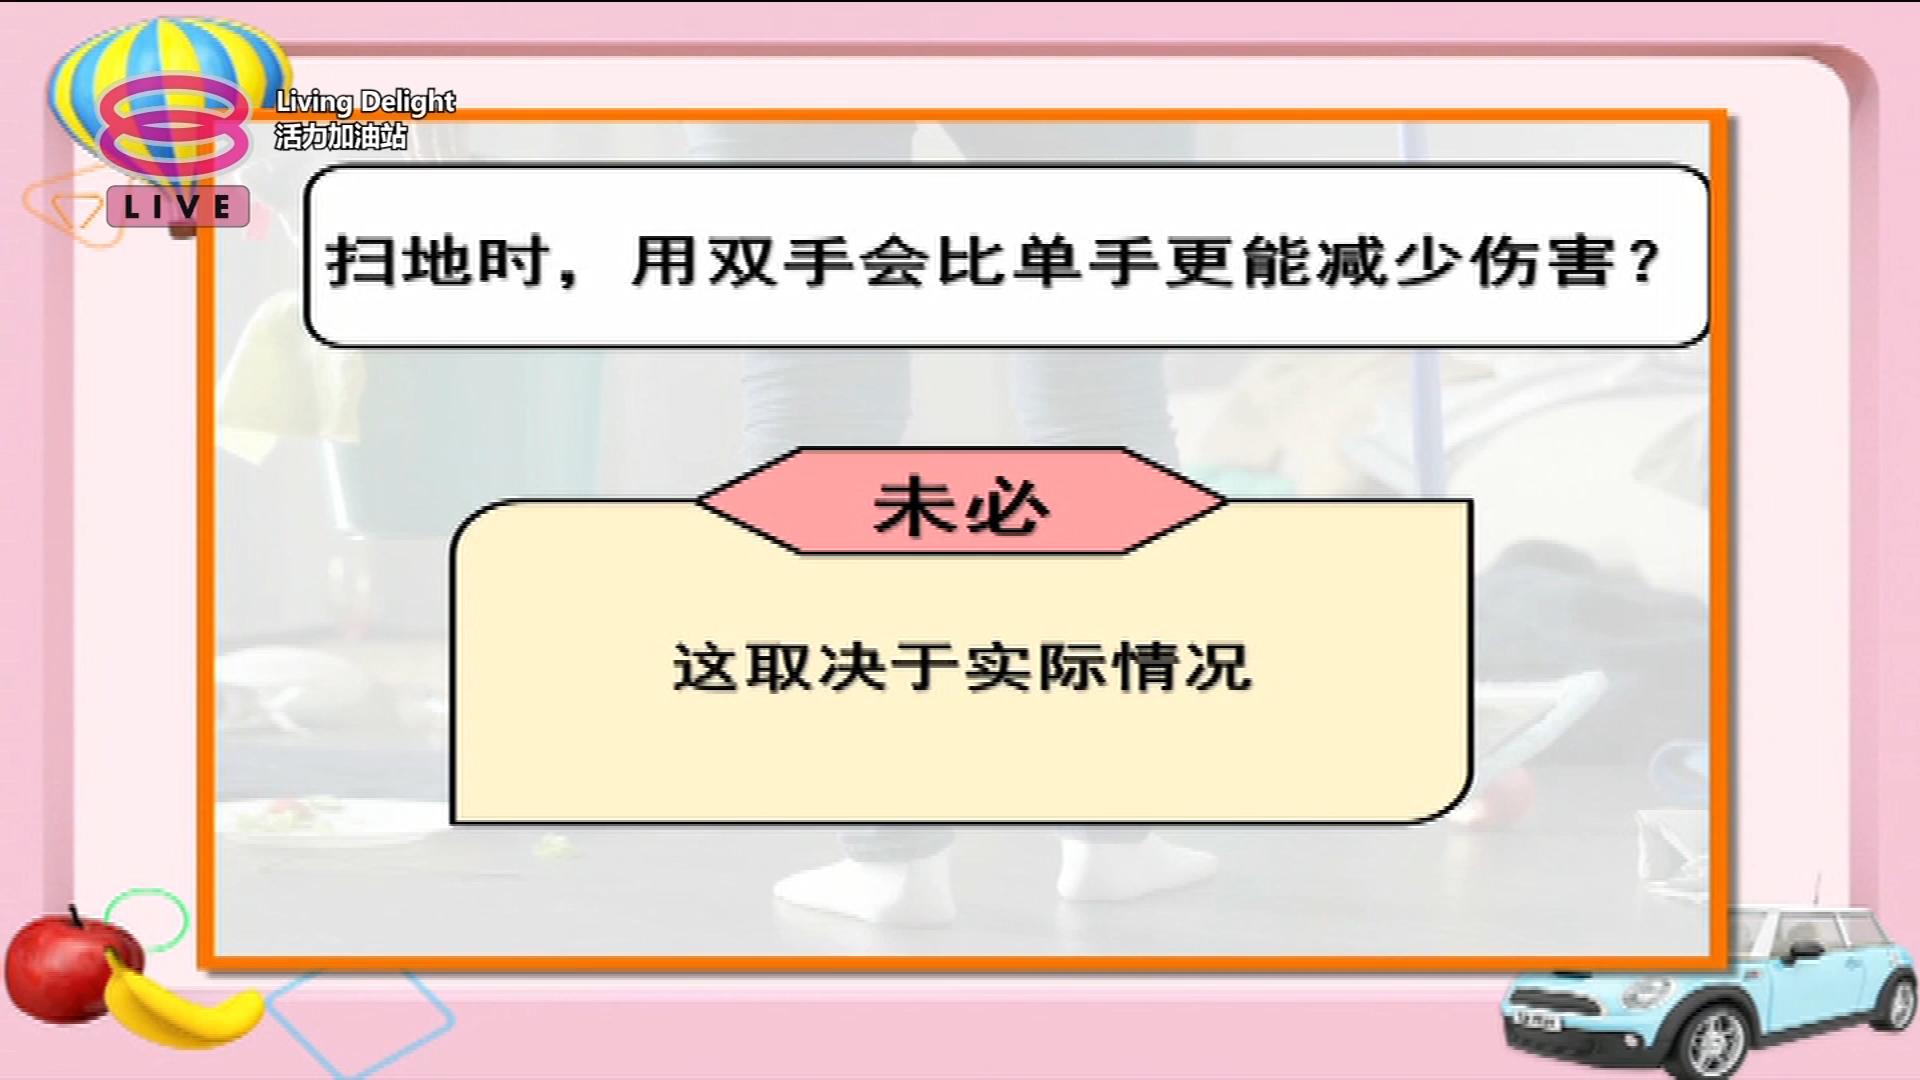 Living Delight
活力加油站
LIVE
扫地时，用双手会比单手更能减少伤害？
未必
这取决于实际情况